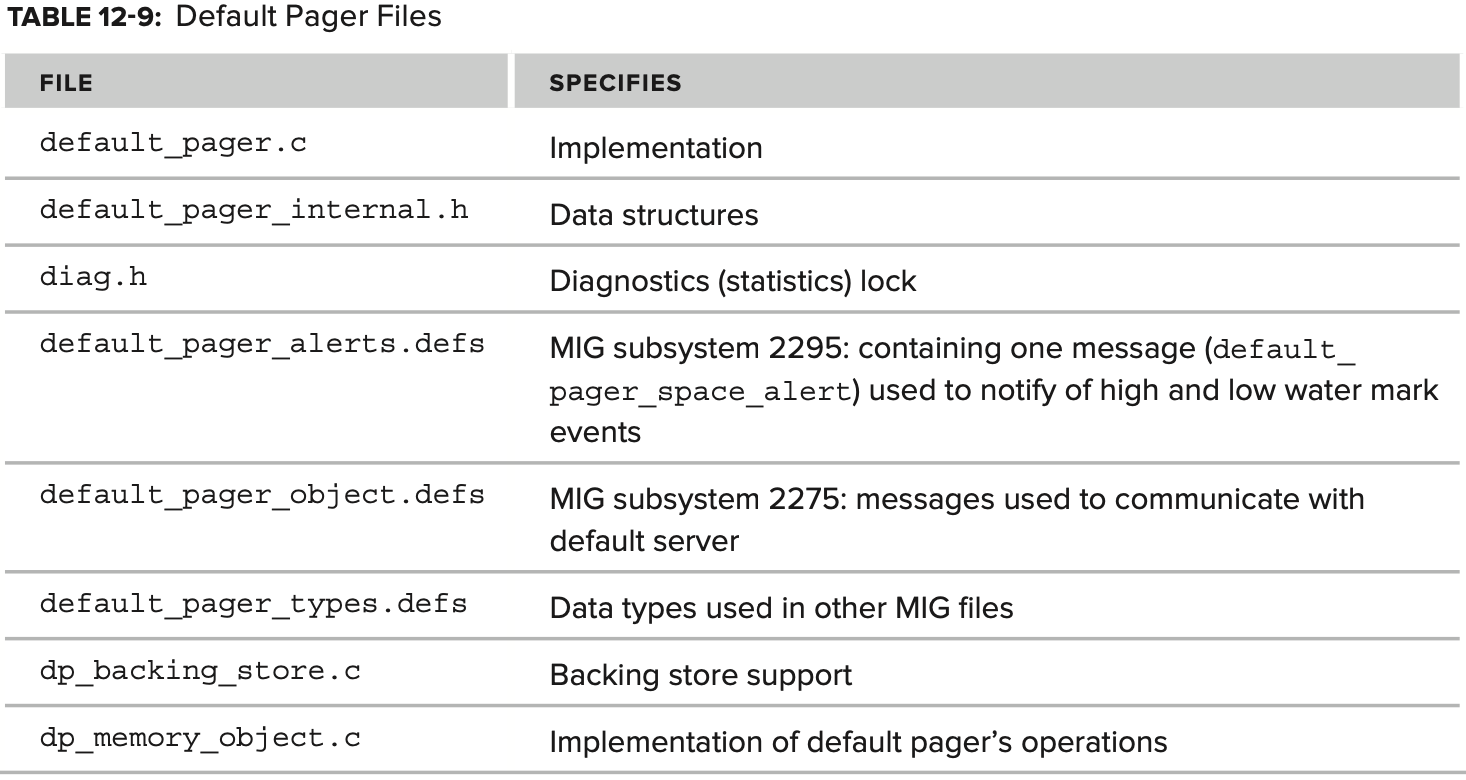 TABLE 12-9: Default Pager Files
FILE SPECIFIES
default_pager.c Implementation
default_pager_internal.h Data structures
diag.h Diagnostics (statistics) lock
default_pager_alerts.defs MIG subsystem 2295: containing one message (default_
pager_space_alert) used to notify of high and low water mark
events
default_pager_object.defs MIG subsystem 2275: messages used to communicate with
default server
default_pager_types.defs Data types used in other MIG files
dp_backing_store.c Backing store support
dp_memory_object.c Implementation of default pager’s operations